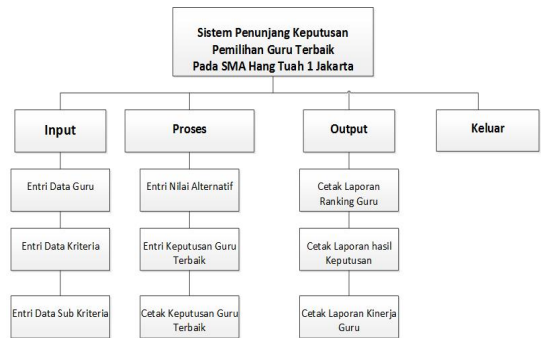 Sistem Penunjang Keputusan
Pemilihan Guru Terbaik
Pada SMA Hang Tuah 1 Jakarta
Input
Proses
Output
Keluar
Entri Data Guru
Entri Nilai Alternatif
Cetak Laporan
Ranking Guru
Entri Data Kriteria
Entri Keputusan Guru
Terbaik
Cetak Laporan hasil
Keputusan
Entri Data Sub Kriteria
Cetak Keputusan Guru
Terbaik
Cetak Laporan Kinerja
Guru